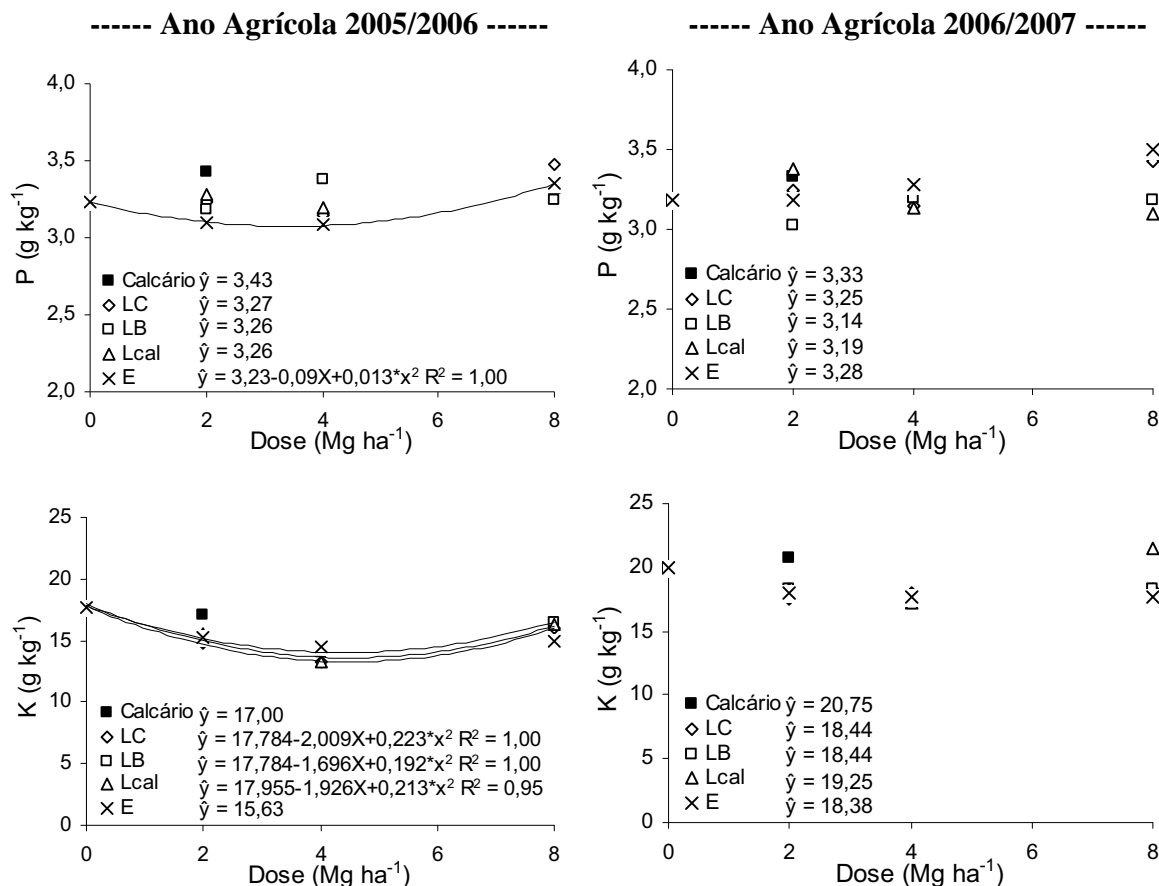 ------ Ano Agrícola 2005/2006 ------
------ Ano Agrícola 2006/2007 ------
P (g kg⁻¹)
4,0
3,5
3,0
2,5
2,0
Calcário ŷ = 3,43
LC ŷ = 3,27
LB ŷ = 3,26
Lcal ŷ = 3,26
E ŷ = 3,23-0,09X+0,013*x² R² = 1,00
0 2 4 6 8
Dose (Mg ha⁻¹)
P (g kg⁻¹)
4,0
3,5
3,0
2,5
2,0
Calcário ŷ = 3,33
LC ŷ = 3,25
LB ŷ = 3,14
Lcal ŷ = 3,19
E ŷ = 3,28
0 2 4 6 8
Dose (Mg ha⁻¹)
K (g kg⁻¹)
25
20
15
10
5
0
Calcário ŷ = 17,00
LC ŷ = 17,784-2,009X+0,223*x² R² = 1,00
LB ŷ = 17,784-1,696X+0,192*x² R² = 1,00
Lcal ŷ = 17,955-1,926X+0,213*x² R² = 0,95
E ŷ = 15,63
0 2 4 6 8
Dose (Mg ha⁻¹)
K (g kg⁻¹)
25
20
15
10
5
0
Calcário ŷ = 20,75
LC ŷ = 18,44
LB ŷ = 18,44
Lcal ŷ = 19,25
E ŷ = 18,38
0 2 4 6 8
Dose (Mg ha⁻¹)